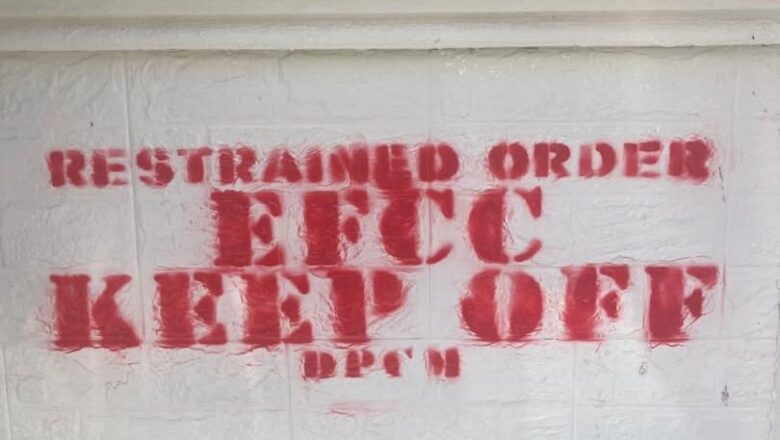 RESTRAINED ORDER
EFCC
KEEP OFF